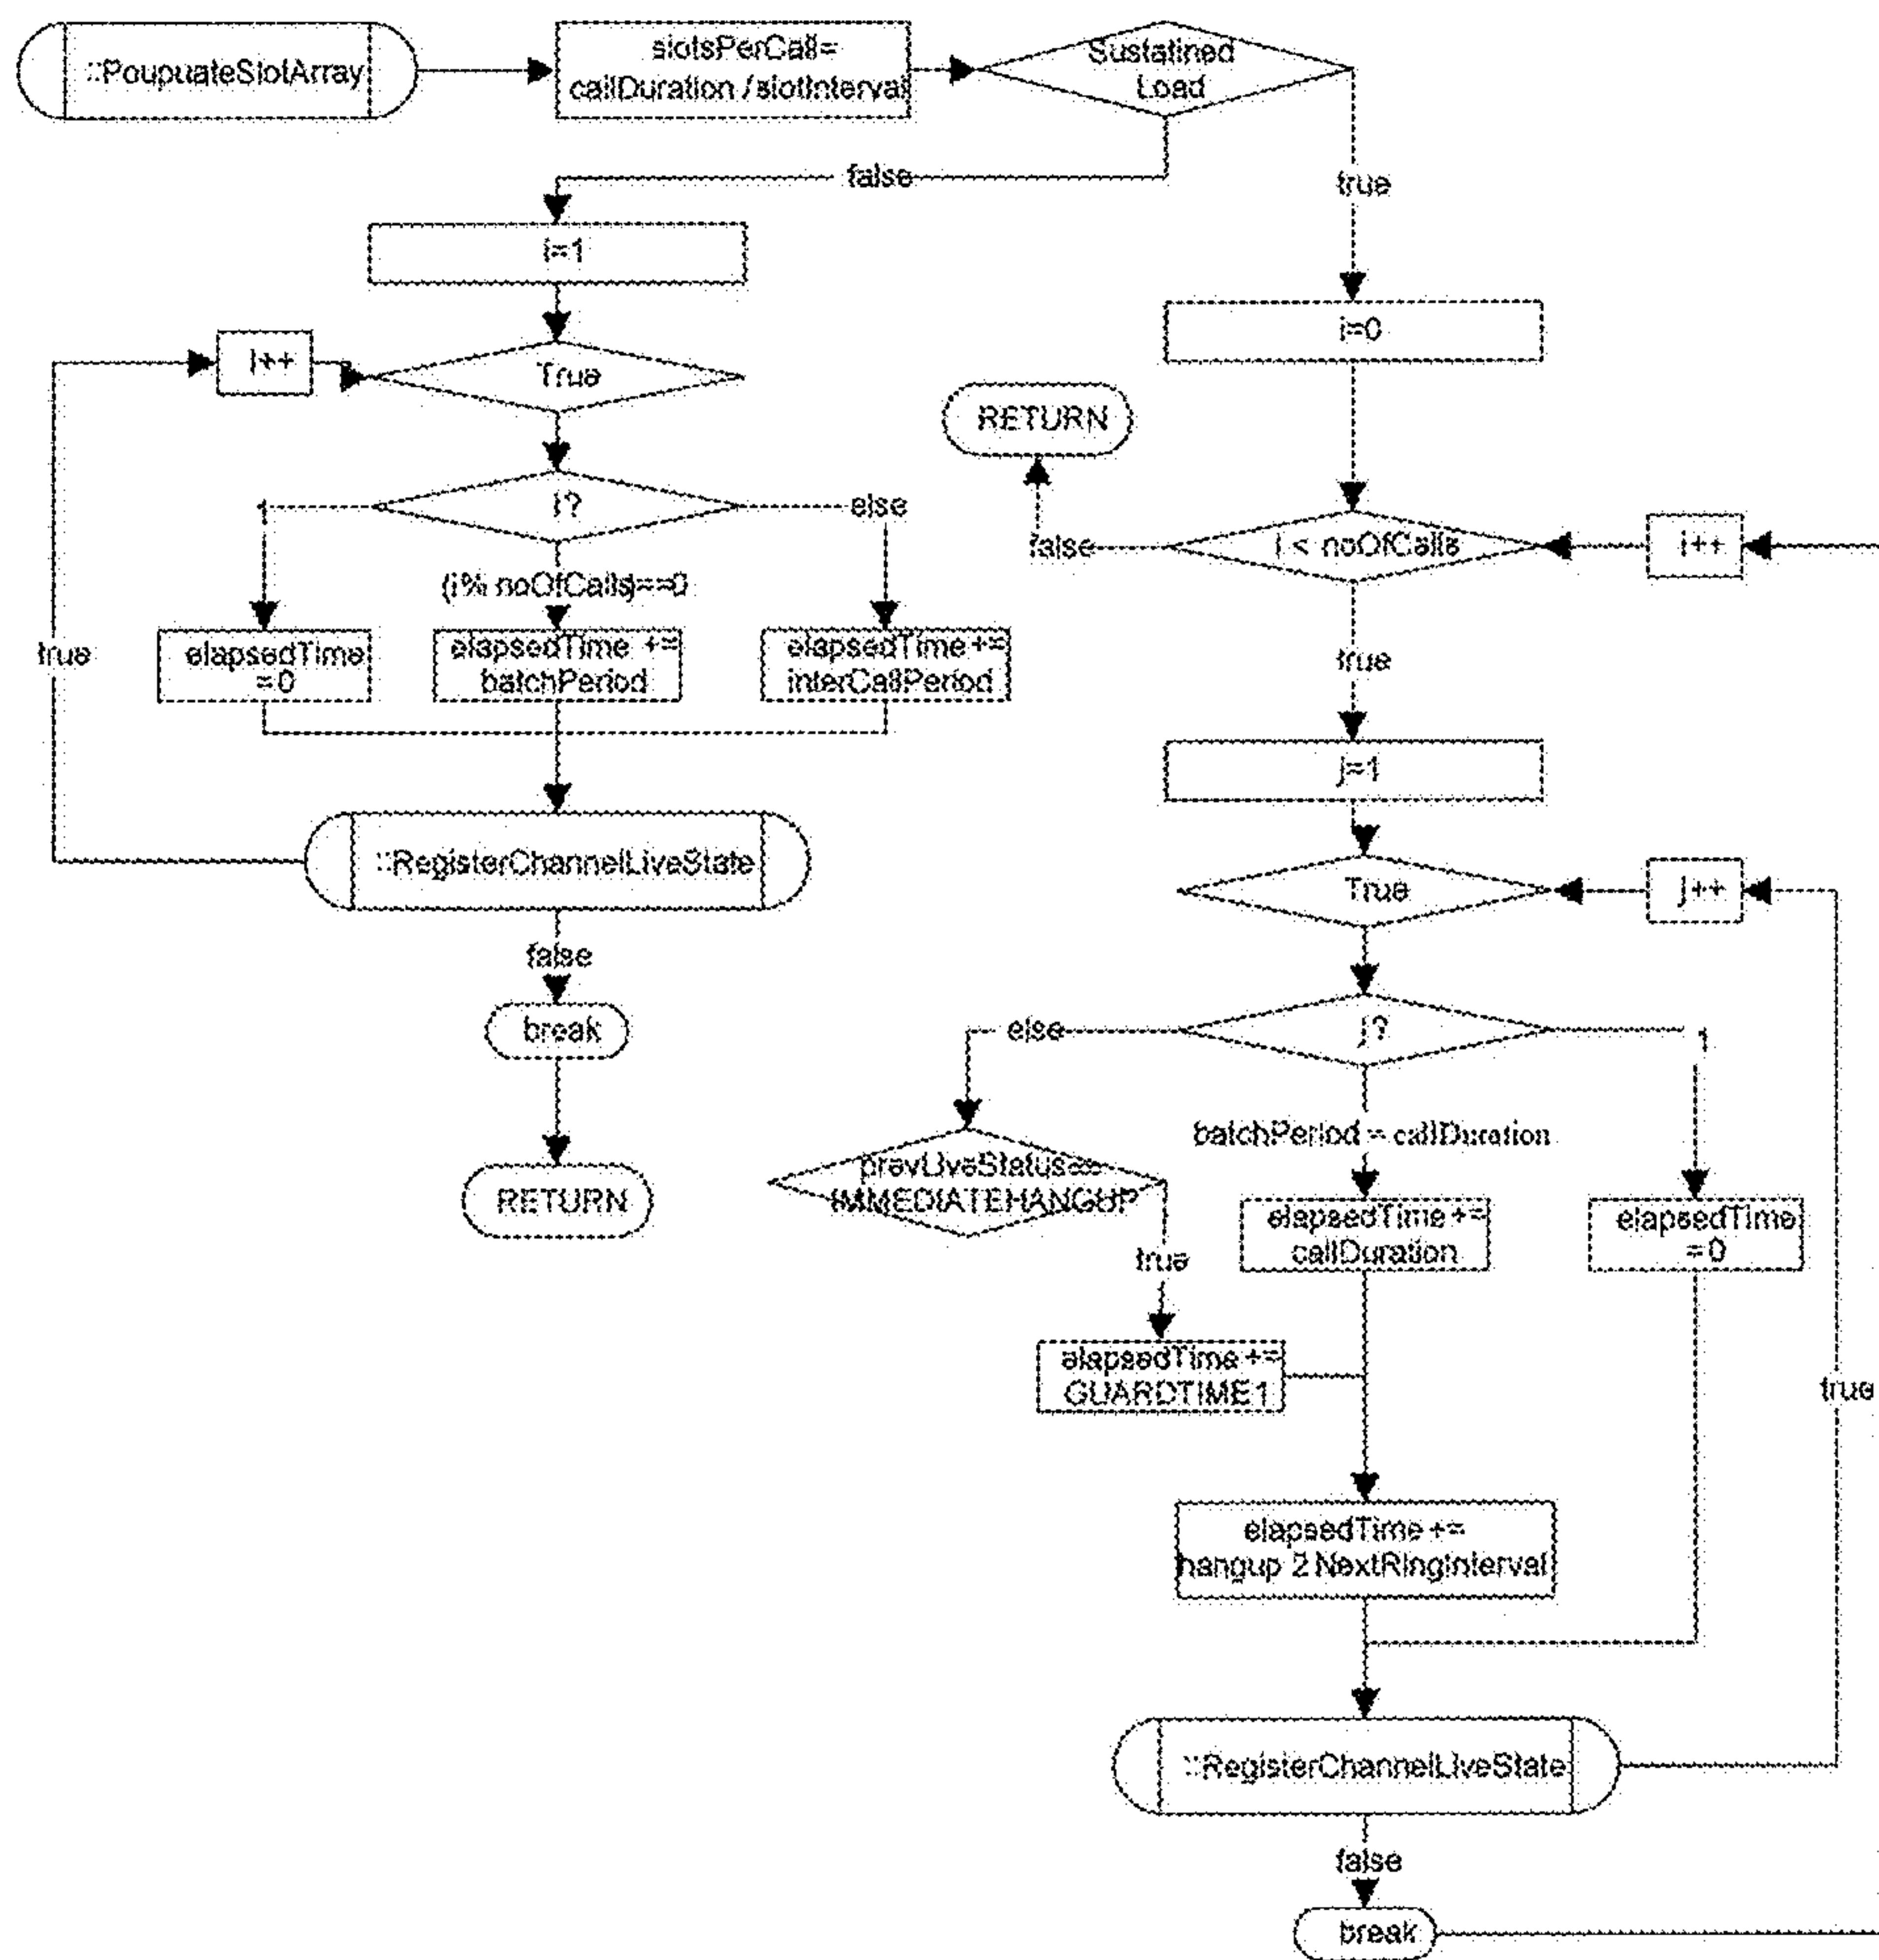 ::PoupuateSlotArray
slotsPerCall=
callDuration /slotInterval
Sustatined
Load
false
true
i=1
i=0
i++
True
RETURN
i?
1
else
false
i < noOfCalls
i++
(i% noOfCalls)==0
true
elapsedTime
=0
elapsedTime +=
batchPeriod
elapsedTime +=
interCallPeriod
true
j=1
::RegisterChannelLiveState
True
j++
false
break
else
j?
1
batchPeriod = callDuration
prevLiveStatus==
IMMEDIATEHANGUP
RETURN
elapsedTime +=
callDuration
elapsedTime
=0
true
elapsedTime +=
GUARDTIME1
true
elapsedTime +=
hangup 2 NextRingInterval
::RegisterChannelLiveState
false
break